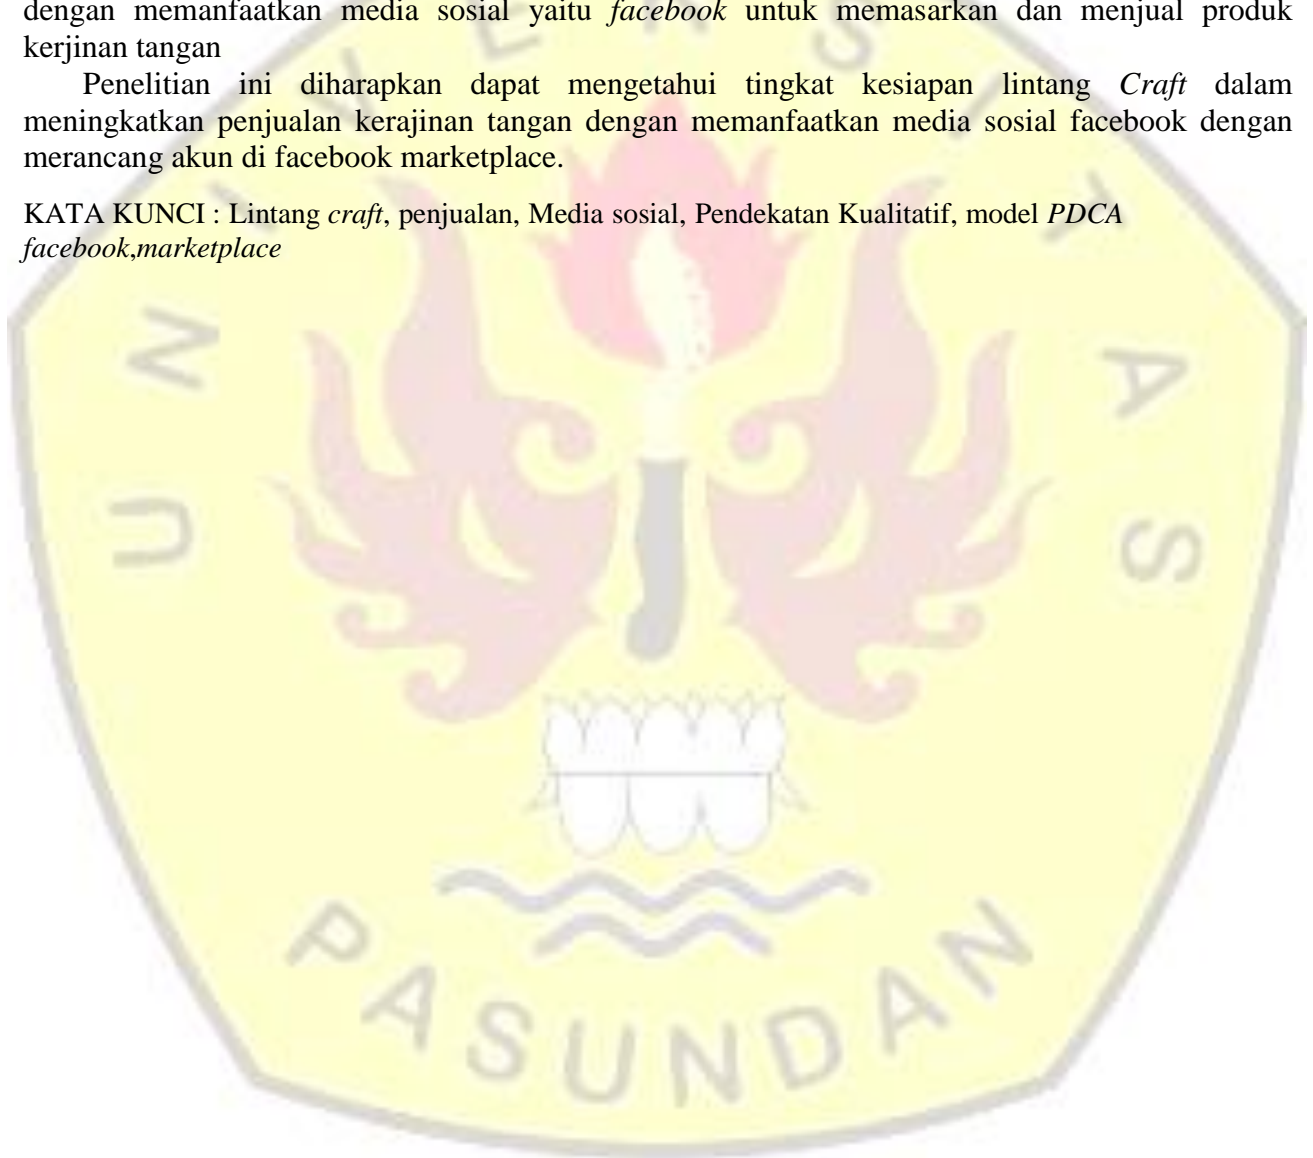 dengan memanfaatkan media sosial yaitu facebook untuk memasarkan dan menjual produk
kerjinan tangan
Penelitian ini diharapkan dapat mengetahui tingkat kesiapan lintang Craft dalam
meningkatkan penjualan kerajinan tangan dengan memanfaatkan media sosial facebook dengan
merancang akun di facebook marketplace.
KATA KUNCI : Lintang craft, penjualan, Media sosial, Pendekatan Kualitatif, model PDCA
facebook,marketplace
UNIVERSITAS
PASUNDAN